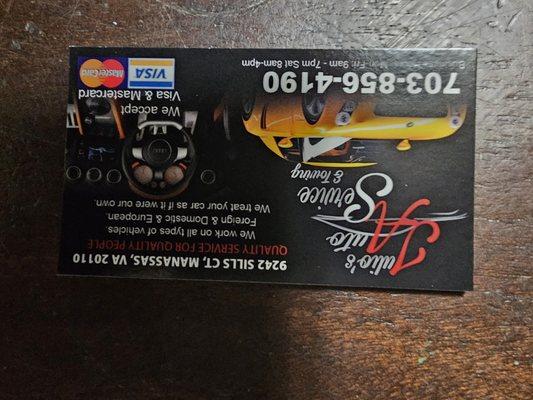 Julio's
Auto
Service
& Towing
9242 SILLS CT, MANASSAS, VA 20110
QUALITY SERVICE FOR QUALITY PEOPLE
We work on all types of vehicles.
Foreign & Domestic & European.
We treat your car as if were our own.
We accept
Visa & Mastercard
MasterCard
VISA
703-856-4190
Mon-Fri: 9am - 7pm Sat 8am-4pm